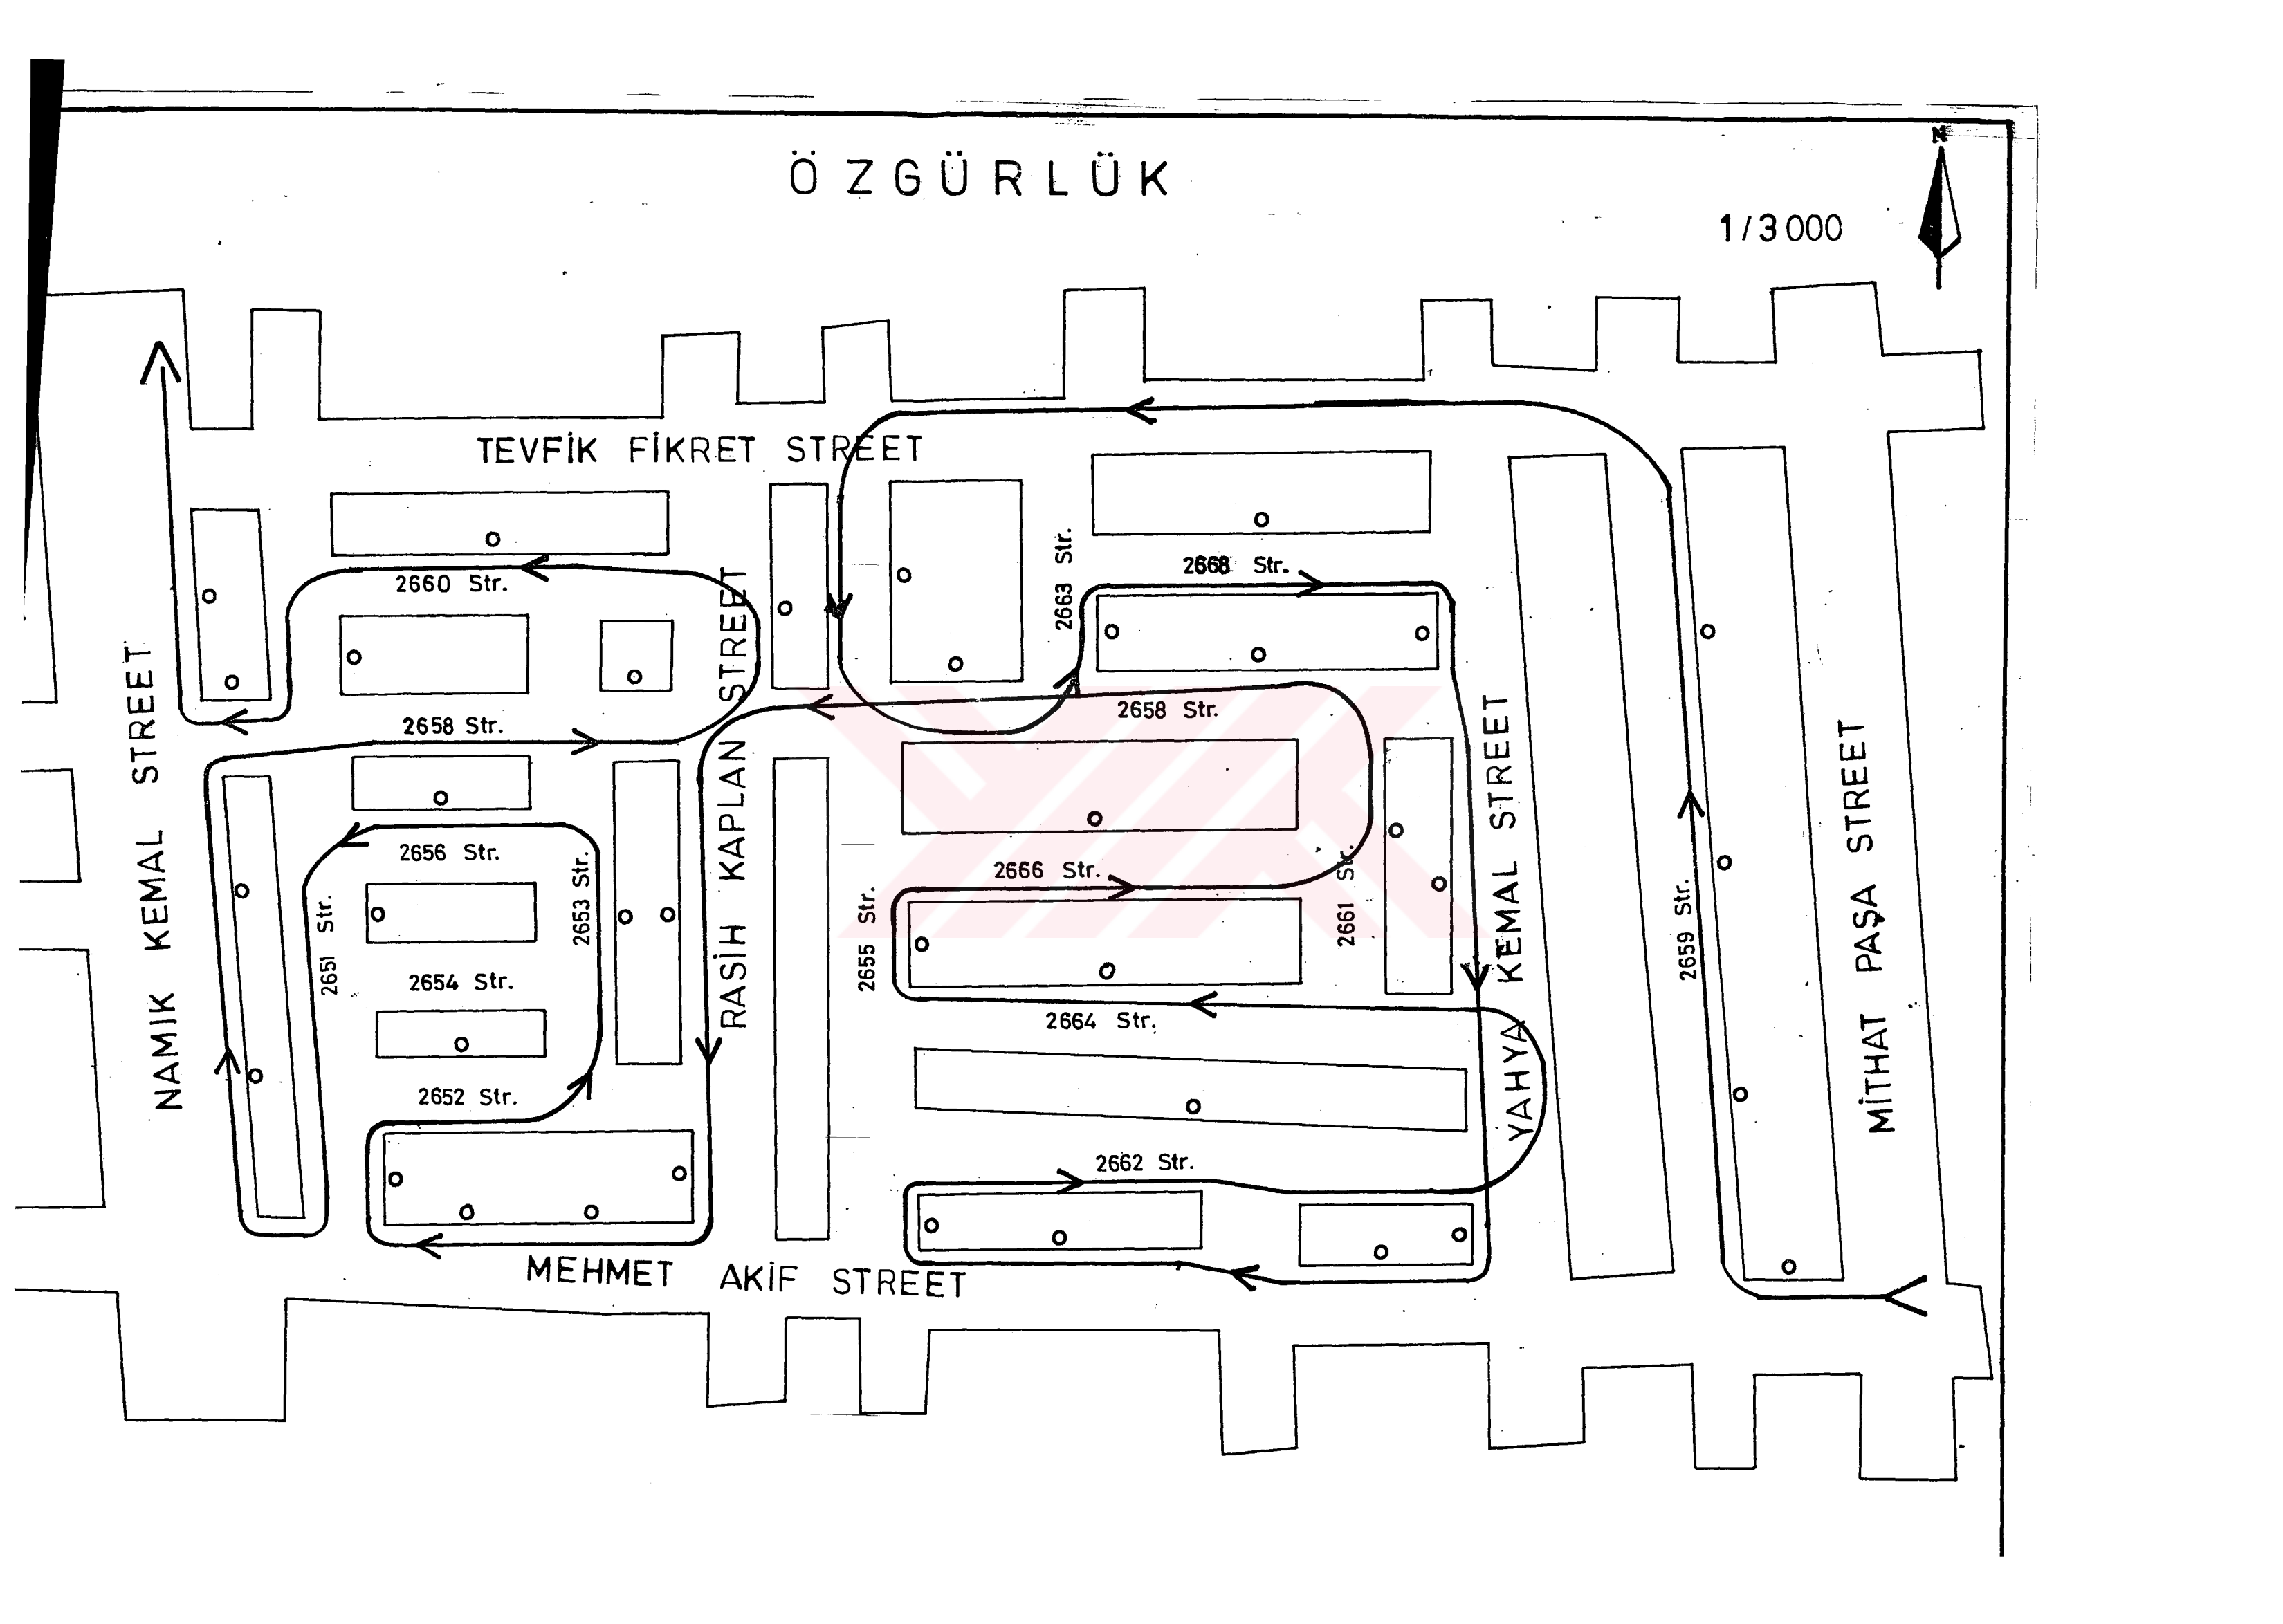 N
ÖZGÜRLÜK
1/3000
TEVFİK FİKRET STREET
2663 Str.
2668 Str.
2660 Str.
NAMIK KEMAL STREET
2658 Str.
2658 Str.
RASİH KAPLAN STREET
YAHYA KEMAL STREET
MİTHAT PAŞA STREET
2656 Str.
2653 Str.
2651 Str.
2666 Str.
2655 Str.
2661 Str.
2659 Str.
2654 Str.
2664 Str.
2652 Str.
2662 Str.
MEHMET AKİF STREET